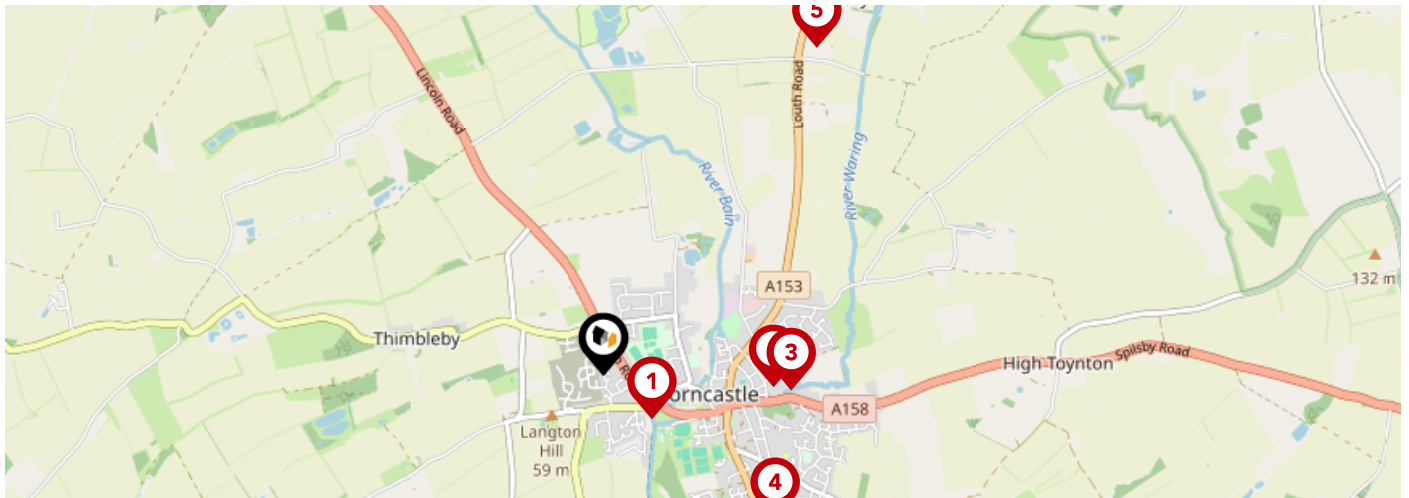 5
Lincoln Road
Louth Road
River Bain
River Waring
A153
132 m
Thimbleby
3
High Toynton
Spilsby Road
1
orncastle
A158
Langton
Hill
59 m
4